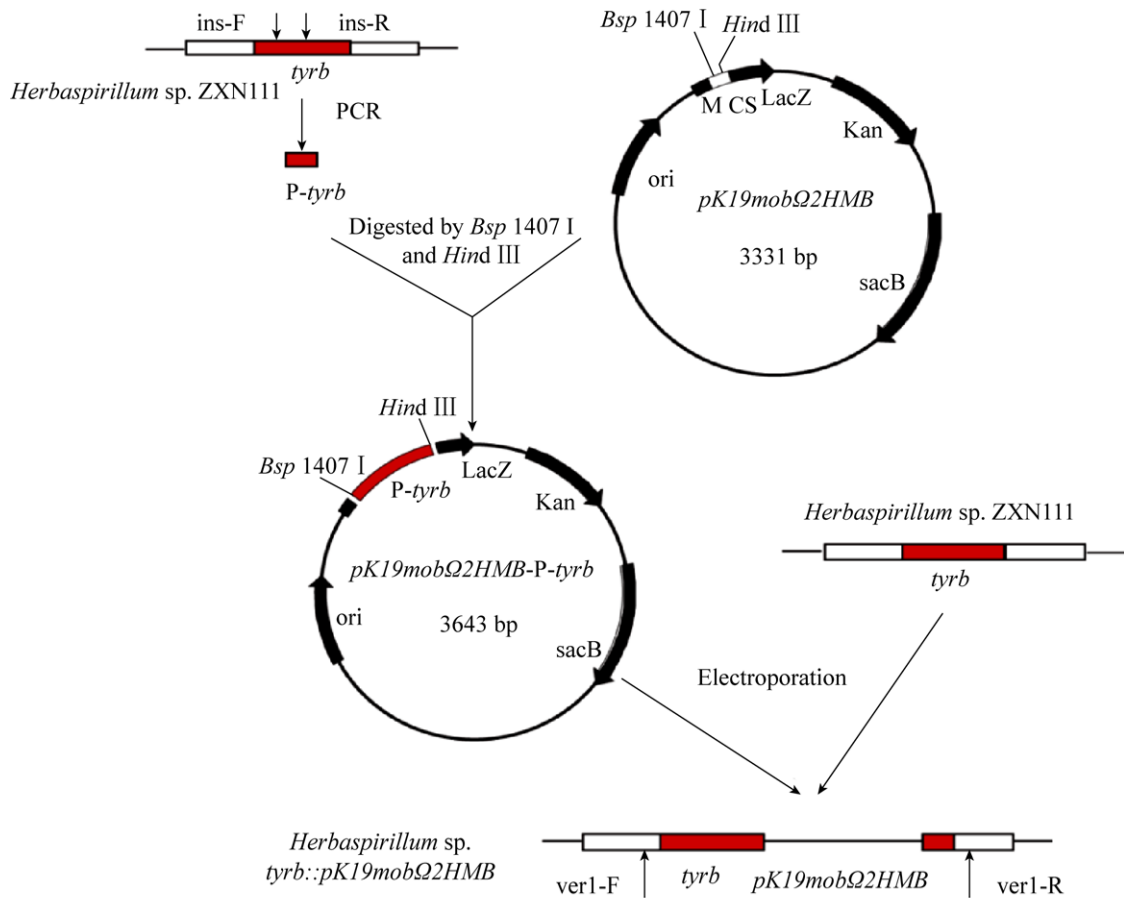 ins-F
ins-R
tyrb
Herbaspirillum sp. ZXN111
PCR
P-tyrb
Bsp 1407 I
Hind III
M CS
LacZ
Kan
ori
pK19mobΩ2HMB
3331 bp
sacB
Digested by Bsp 1407 I
and Hind III
Hind III
Bsp 1407 I
P-tyrb
LacZ
Kan
pK19mobΩ2HMB-P-tyrb
ori
3643 bp
sacB
Herbaspirillum sp. ZXN111
tyrb
Electroporation
Herbaspirillum sp.
tyrb::pK19mobΩ2HMB
ver1-F
tyrb
pK19mobΩ2HMB
ver1-R